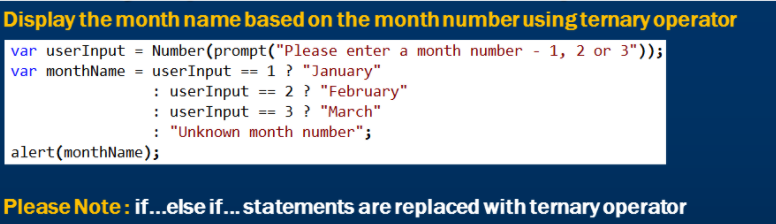 Display the month name based on the month number using ternary operator
var userInput = Number(prompt("Please enter a month number - 1, 2 or 3"));
var monthName = userInput == 1 ? "January"
: userInput == 2 ? "February"
: userInput == 3 ? "March"
: "Unknown month number";
alert(monthName);
Please Note : if...else if... statements are replaced with ternary operator